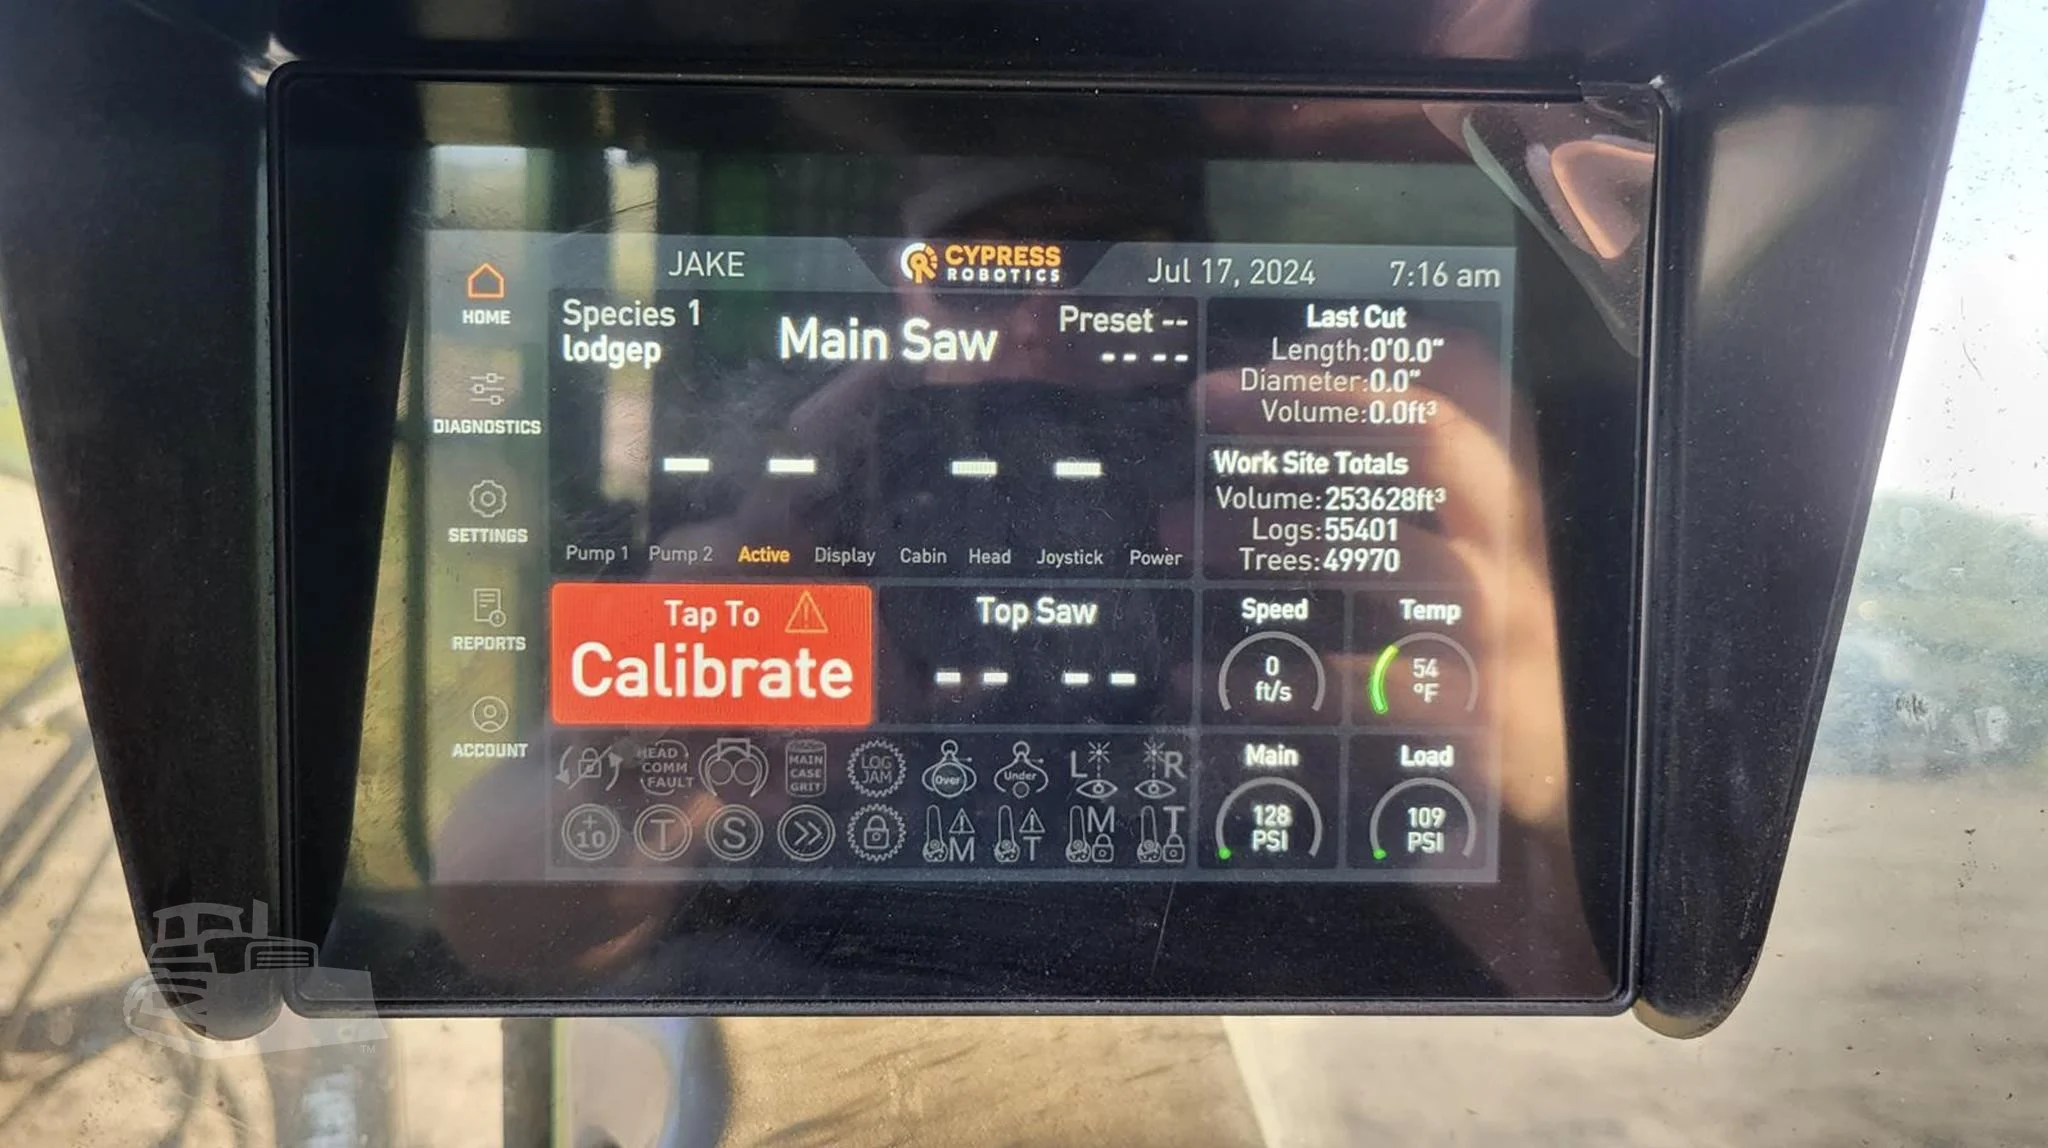 JAKE
CYPRESS
ROBOTICS
Jul 17, 2024
7:16 am
HOME
DIAGNOSTICS
SETTINGS
REPORTS
ACCOUNT
Species 1
lodgep
Main Saw
Preset --
-- --
- -
- -
Pump 1 Pump 2 Active Display Cabin Head Joystick Power
Last Cut
Length:0'0.0"
Diameter:0.0"
Volume:0.0ft³
Work Site Totals
Volume:253628ft³
Logs:55401
Trees:49970
Tap To
Calibrate
Top Saw
-- --
Speed
0
ft/s
Temp
54
°F
HEAD
COMM
FAULT
MAIN
CASE
GRIT
LOG
JAM
Over
Under
L
R
+
10
T
S
M
T
M
T
Main
128
PSI
Load
109
PSI
TM